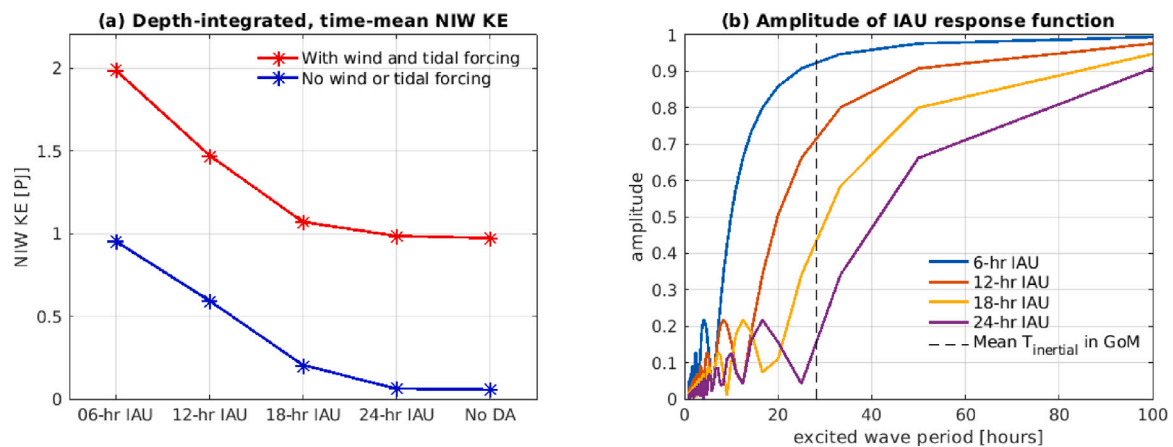 (a) Depth-integrated, time-mean NIW KE
2
1.5
1
0.5
0
NIW KE [PJ]
With wind and tidal forcing
No wind or tidal forcing
06-hr IAU 12-hr IAU 18-hr IAU 24-hr IAU No DA
(b) Amplitude of IAU response function
1
0.9
0.8
0.7
0.6
0.5
0.4
0.3
0.2
0.1
0
amplitude
6-hr IAU
12-hr IAU
18-hr IAU
24-hr IAU
Mean T_inertial in GoM
0 20 40 60 80 100
excited wave period [hours]